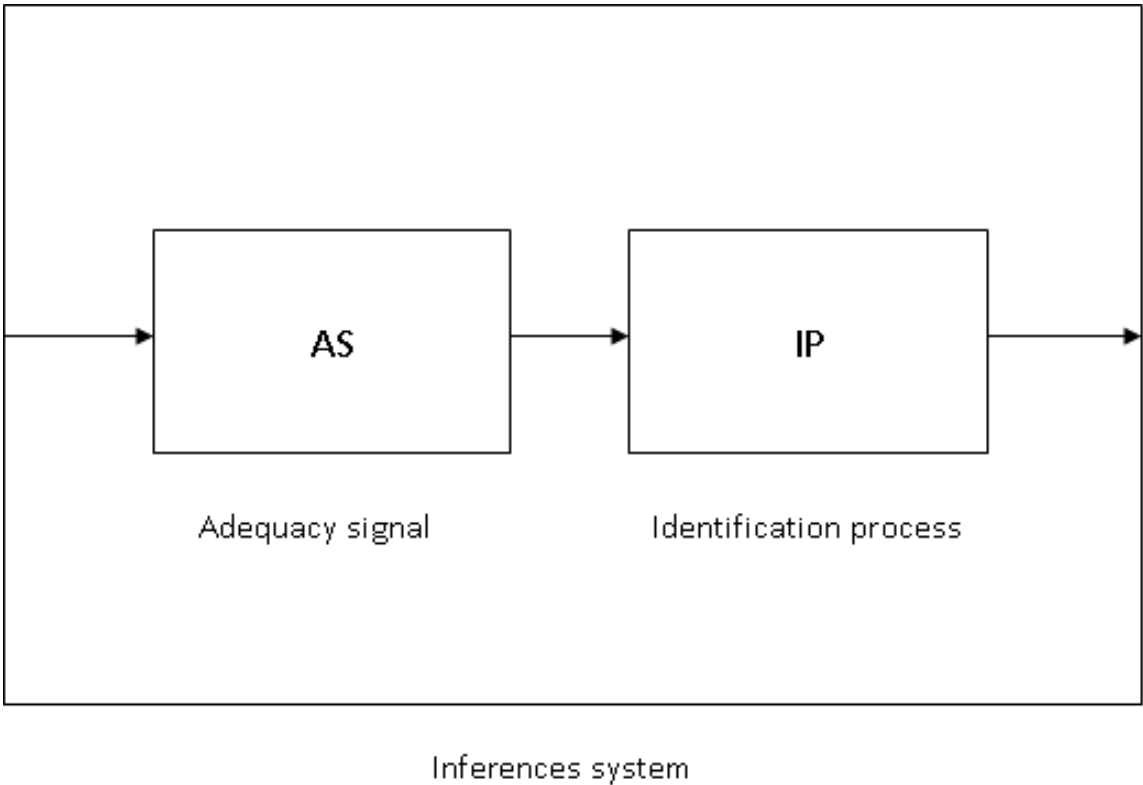 AS
IP
Adequacy signal
Identification process
Inferences system